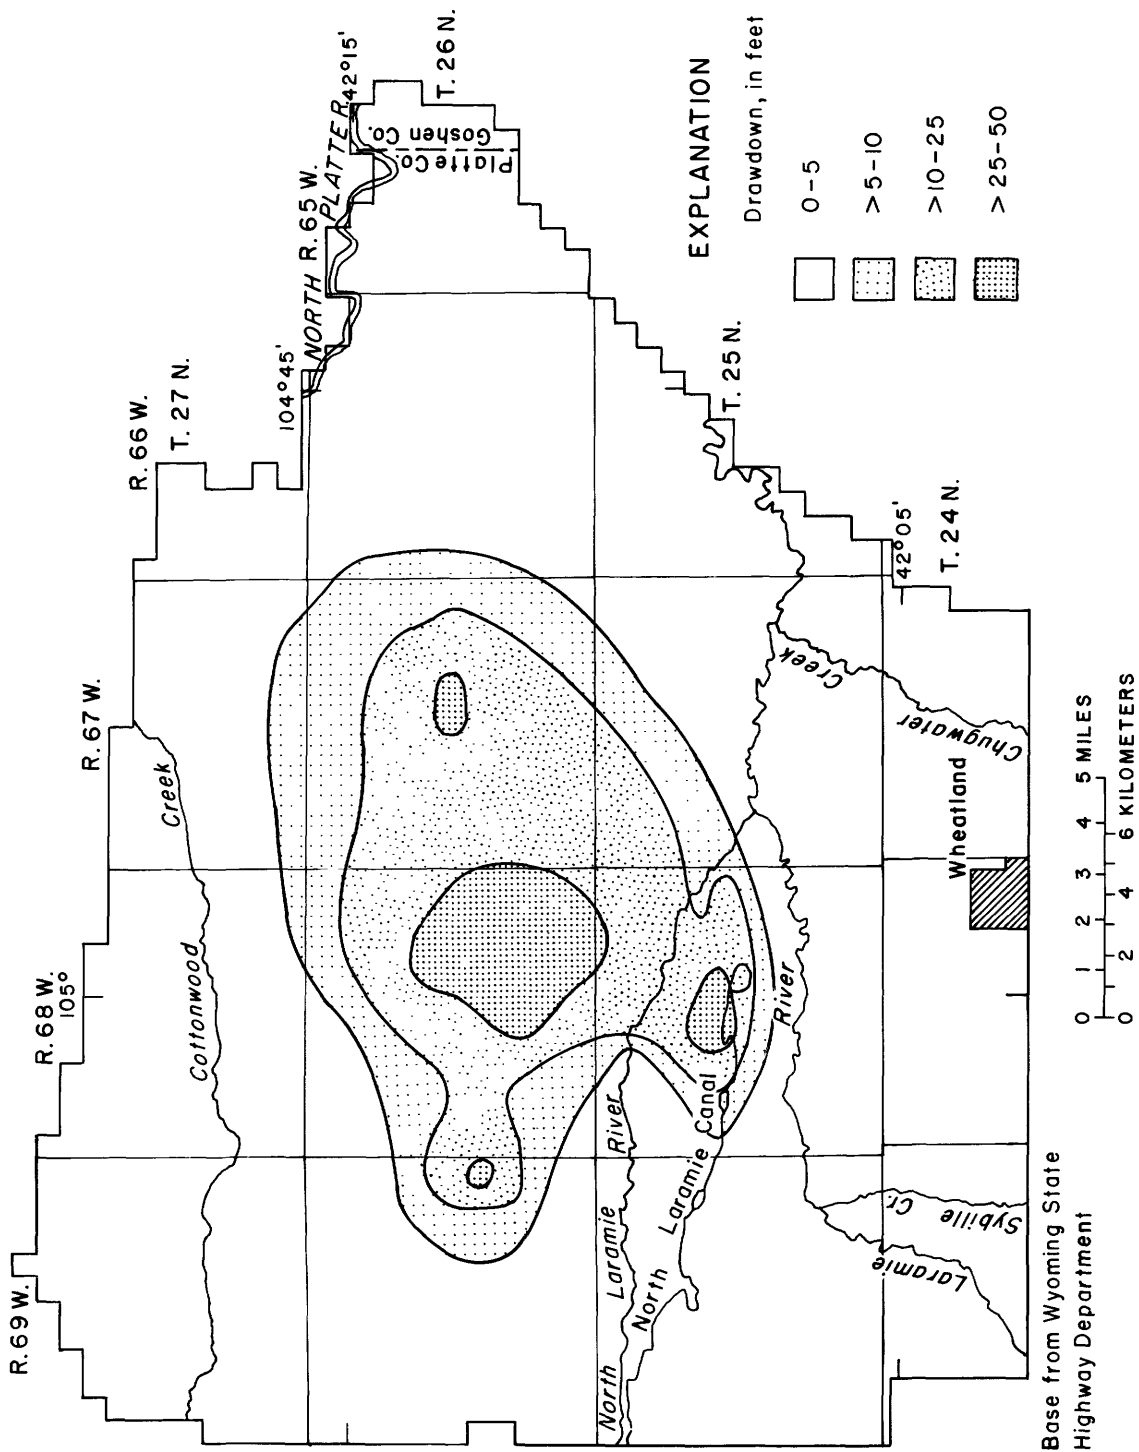 R. 69 W.
R. 68 W.
105°
R. 67 W.
R. 66 W.
T. 27 N.
104°45'
NORTH PLATTE R.
R. 65 W.
42°15'
T. 26 N.
Platte Co.
Goshen Co.
Cottonwood Creek
North Laramie River
North Laramie Canal
Laramie River
Sybille Cr.
Chugwater Creek
T. 25 N.
42°05'
T. 24 N.
Wheatland
EXPLANATION
Drawdown, in feet
0-5
>5-10
>10-25
>25-50
Base from Wyoming State
Highway Department
0 1 2 3 4 5 MILES
0 2 4 6 KILOMETERS